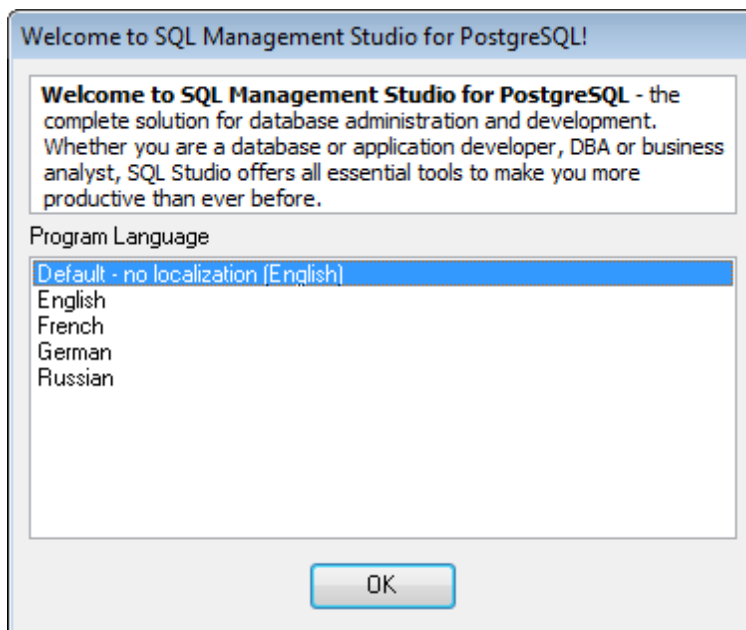 Welcome to SQL Management Studio for PostgreSQL!
Welcome to SQL Management Studio for PostgreSQL - the
complete solution for database administration and development.
Whether you are a database or application developer, DBA or business
analyst, SQL Studio offers all essential tools to make you more
productive than ever before.
Program Language
Default - no localization (English)
English
French
German
Russian
OK